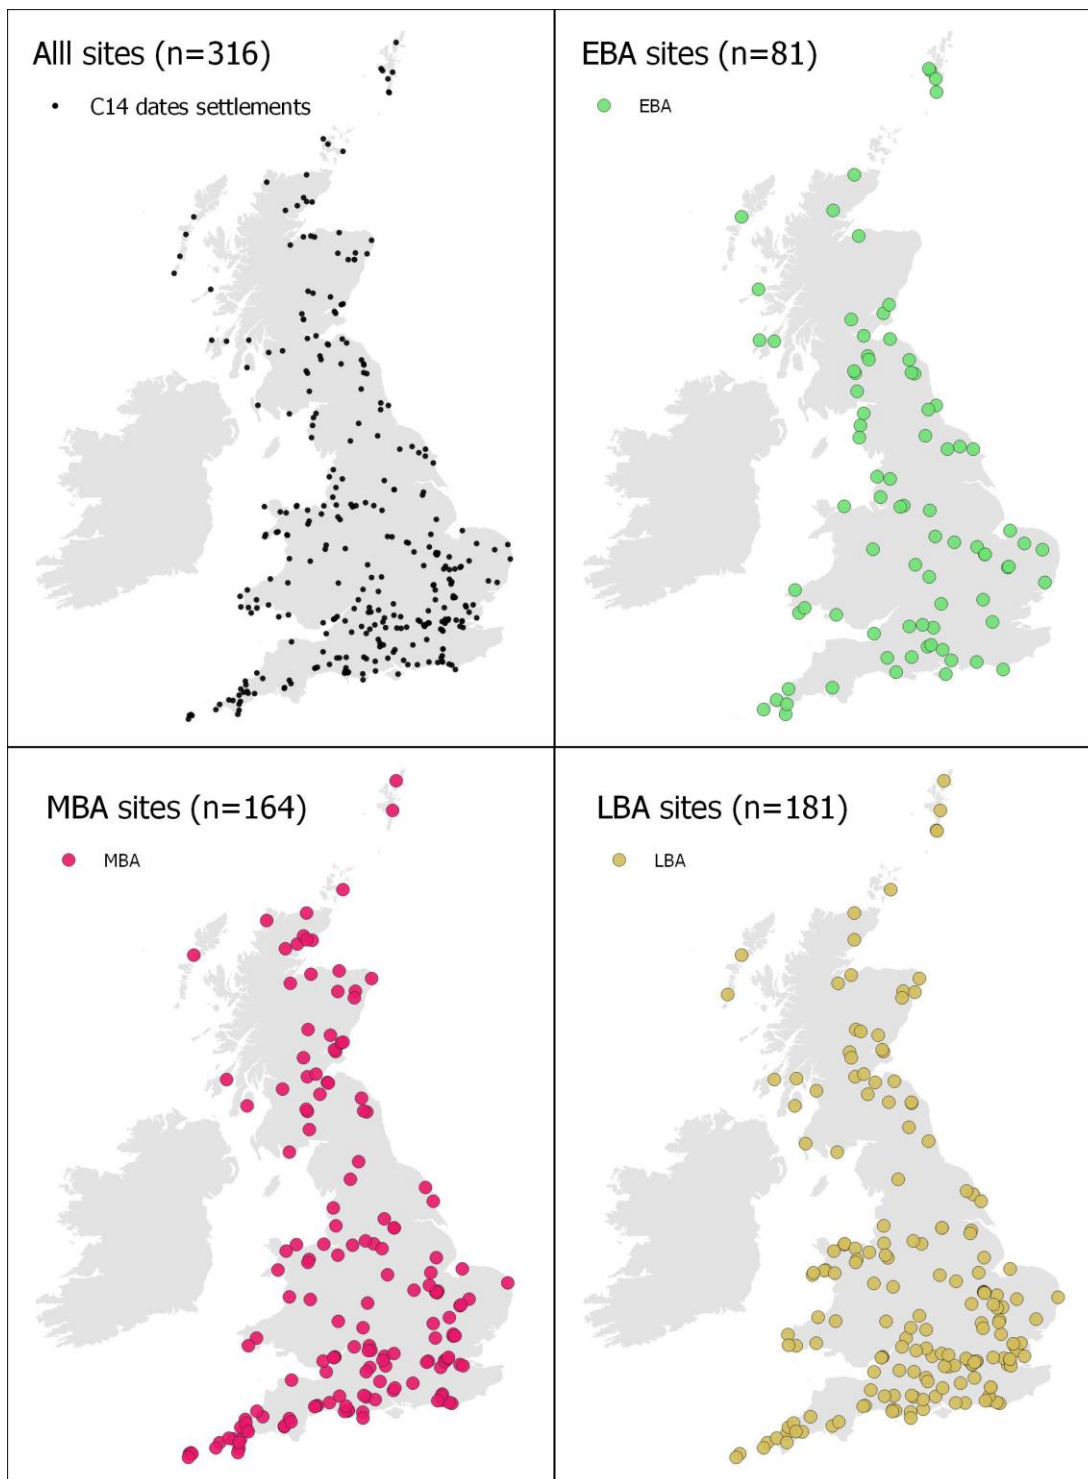 Alll sites (n=316)
C14 dates settlements
EBA sites (n=81)
EBA
MBA sites (n=164)
MBA
LBA sites (n=181)
LBA